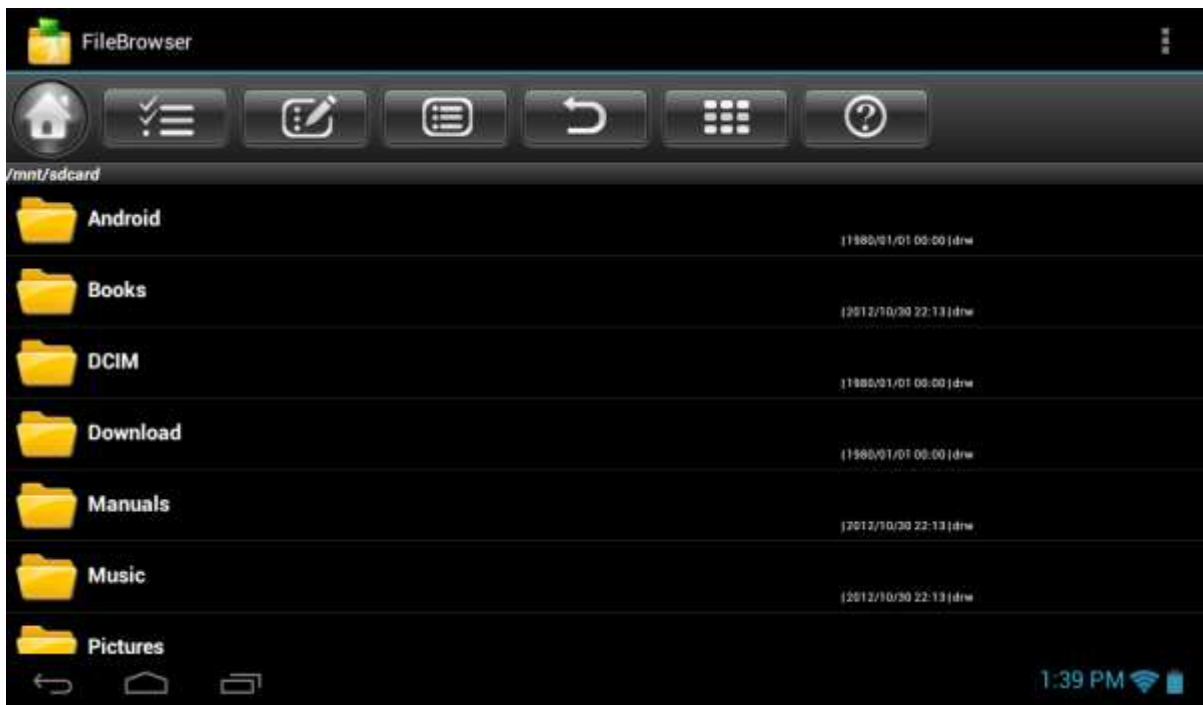 FileBrowser
/mnt/sdcard
Android
|1980/01/01 00:00|drw
Books
|2012/10/30 22:13|drw
DCIM
|1980/01/01 00:00|drw
Download
|1980/01/01 00:00|drw
Manuals
|2012/10/30 22:13|drw
Music
|2012/10/30 22:13|drw
Pictures
1:39 PM